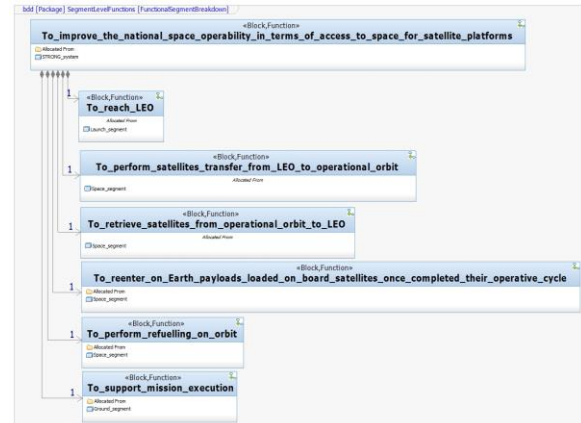 bdd [Package] SegmentLevelFunctions [FunctionalSegmentBreakdown]
«Block,Function»
To_improve_the_national_space_operability_in_terms_of_access_to_space_for_satellite_platforms
Allocated From
STRONG_system
1
«Block,Function»
To_reach_LEO
Allocated From
Launch_segment
1
«Block,Function»
To_perform_satellites_transfer_from_LEO_to_operational_orbit
Allocated From
Space_segment
1
«Block,Function»
To_retrieve_satellites_from_operational_orbit_to_LEO
Allocated From
Space_segment
1
«Block,Function»
To_reenter_on_Earth_payloads_loaded_on_board_satellites_once_completed_their_operative_cycle
Allocated From
Space_segment
1
«Block,Function»
To_perform_refuelling_on_orbit
Allocated From
Space_segment
1
«Block,Function»
To_support_mission_execution
Allocated From
Ground_segment